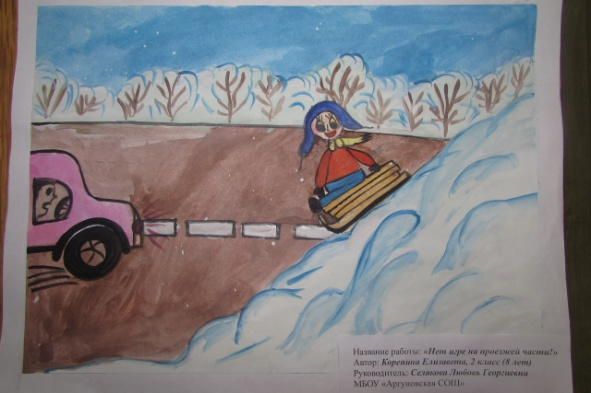 Название работы: «Нет игре на проезжей части!»
Автор: Коревина Елизавета, 2 класс (8 лет)
Руководитель: Селякова Любовь Георгиевна
МБОУ «Аргуновская СОШ»